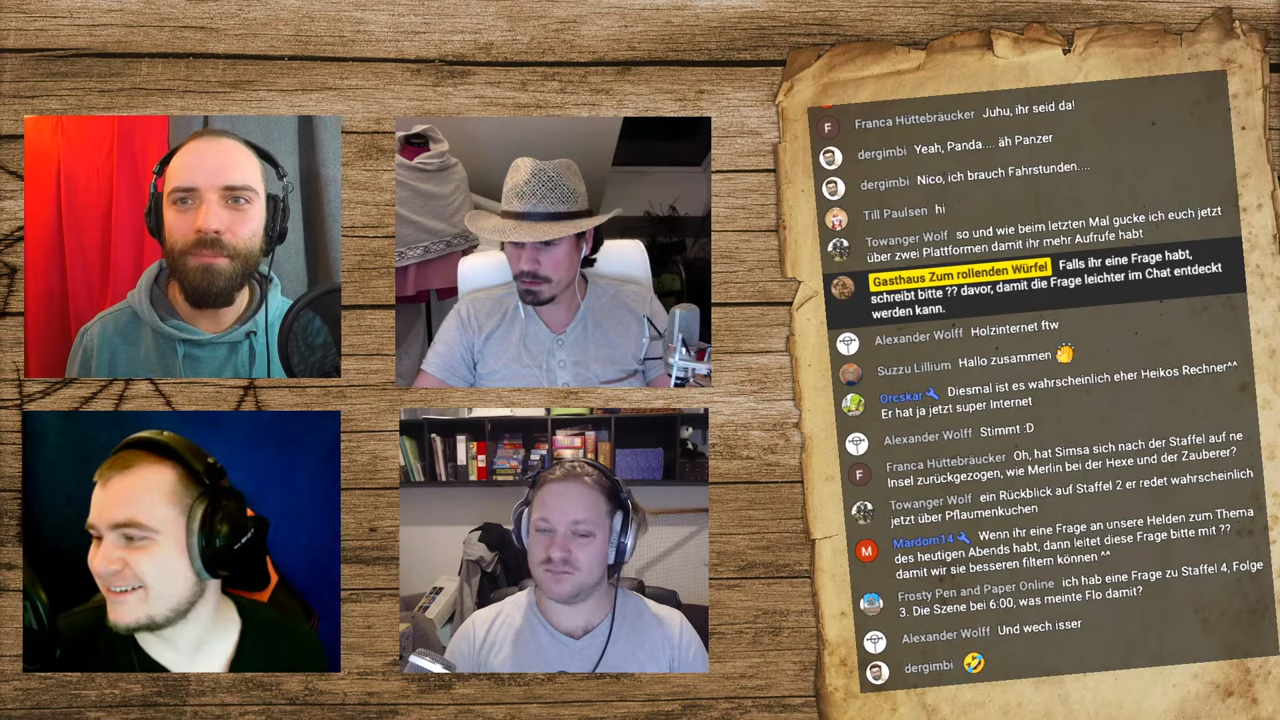 Franca Hüttebräucker Juhu, ihr seid da!
dergimbi Yeah, Panda.... äh Panzer
dergimbi Nico, ich brauch Fahrstunden....
Till Paulsen hi
Towanger Wolf so und wie beim letzten Mal gucke ich euch jetzt
über zwei Plattformen damit ihr mehr Aufrufe habt
Gasthaus Zum rollenden Würfel Falls ihr eine Frage habt,
schreibt bitte ?? davor, damit die Frage leichter im Chat entdeckt
werden kann.
Alexander Wolff Holzinternet ftw
Suzzu Lillium Hallo zusammen 👏
Orcskar Diesmal ist es wahrscheinlich eher Heikos Rechner^^
Er hat ja jetzt super Internet
Alexander Wolff Stimmt :D
Franca Hüttebräucker Oh, hat Simsa sich nach der Staffel auf ne
Insel zurückgezogen, wie Merlin bei der Hexe und der Zauberer?
Towanger Wolf ein Rückblick auf Staffel 2 er redet wahrscheinlich
jetzt über Pflaumenkuchen
Mardom14 Wenn ihr eine Frage an unsere Helden zum Thema
des heutigen Abends habt, dann leitet diese Frage bitte mit ??
damit wir sie besseren filtern können ^^
Frosty Pen and Paper Online ich hab eine Frage zu Staffel 4, Folge
3. Die Szene bei 6:00, was meinte Flo damit?
Alexander Wolff Und wech isser
dergimbi 🤣